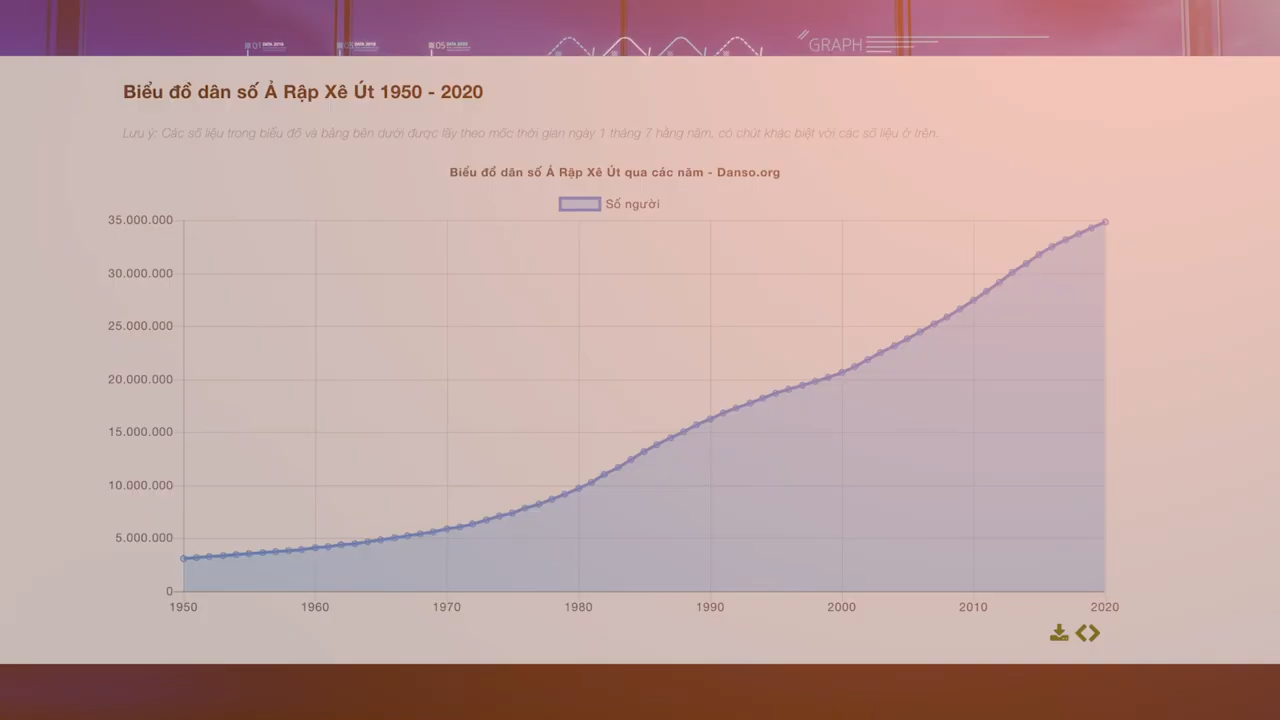 GRAPH
Biểu đồ dân số Ả Rập Xê Út 1950 - 2020
Lưu ý: Các số liệu trong biểu đồ và bảng bên dưới được lấy theo mốc thời gian ngày 1 tháng 7 hằng năm, có chút khác biệt với các số liệu ở trên.
Biểu đồ dân số Ả Rập Xê Út qua các năm - Danso.org
Số người
35.000.000
30.000.000
25.000.000
20.000.000
15.000.000
10.000.000
5.000.000
0
1950 1960 1970 1980 1990 2000 2010 2020